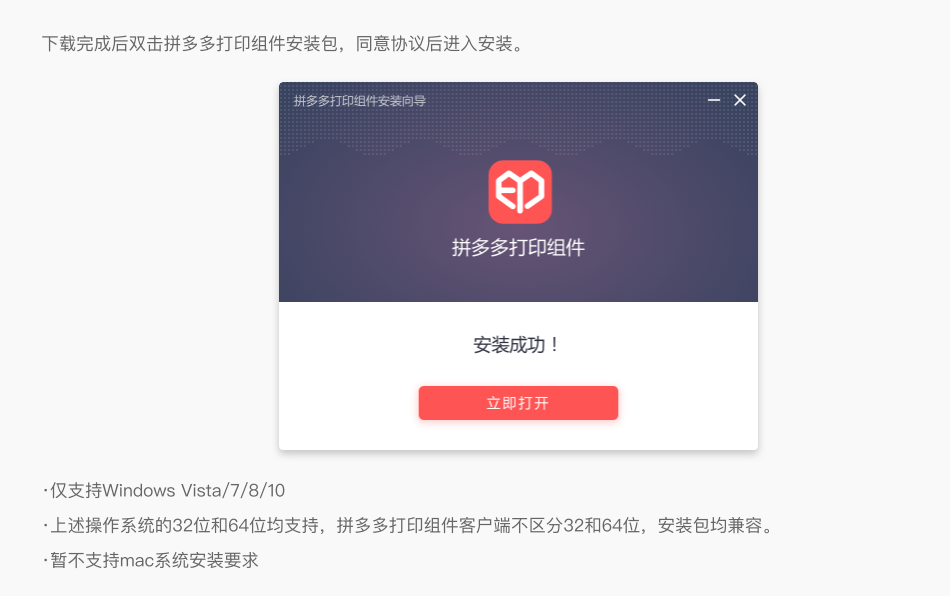 下载完成后双击拼多多打印组件安装包，同意协议后进入安装。
拼多多打印组件安装向导
拼多多打印组件
安装成功！
立即打开
·仅支持Windows Vista/7/8/10
·上述操作系统的32位和64位均支持，拼多多打印组件客户端不区分32和64位，安装包均兼容。
·暂不支持mac系统安装要求